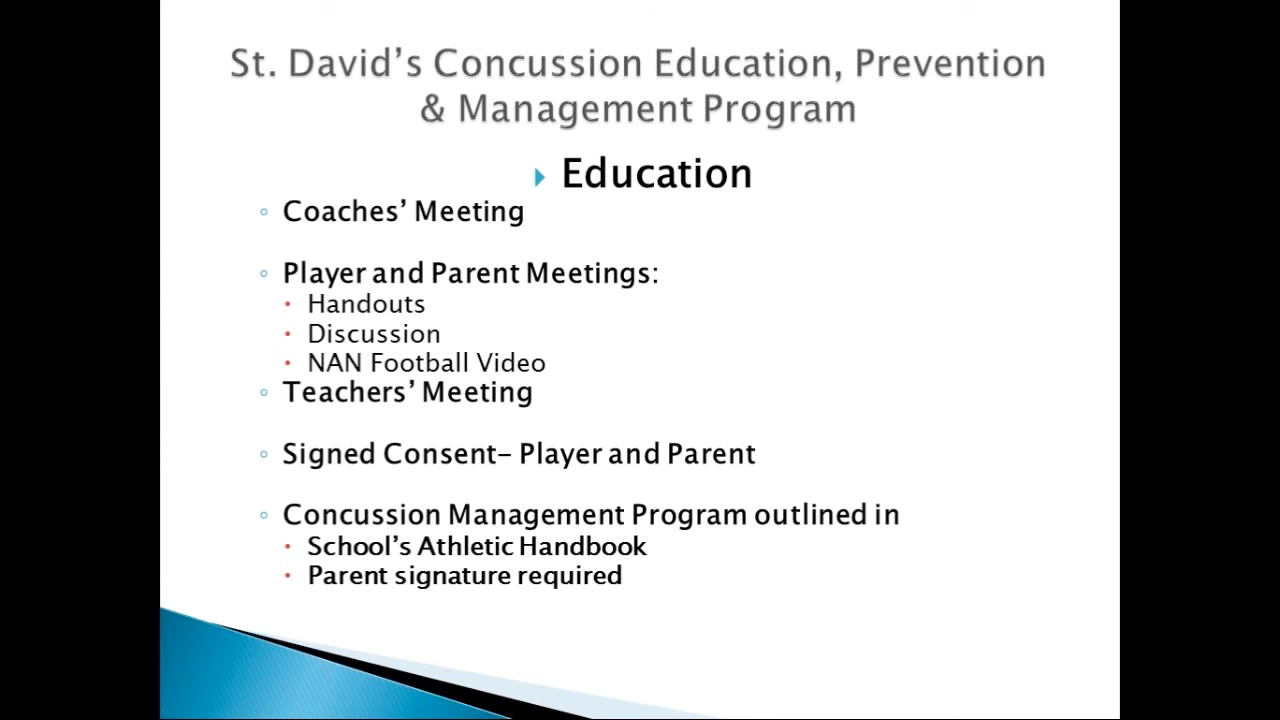 St. David’s Concussion Education, Prevention
& Management Program
Education
Coaches’ Meeting
Player and Parent Meetings:
Handouts
Discussion
NAN Football Video
Teachers’ Meeting
Signed Consent- Player and Parent
Concussion Management Program outlined in
School’s Athletic Handbook
Parent signature required